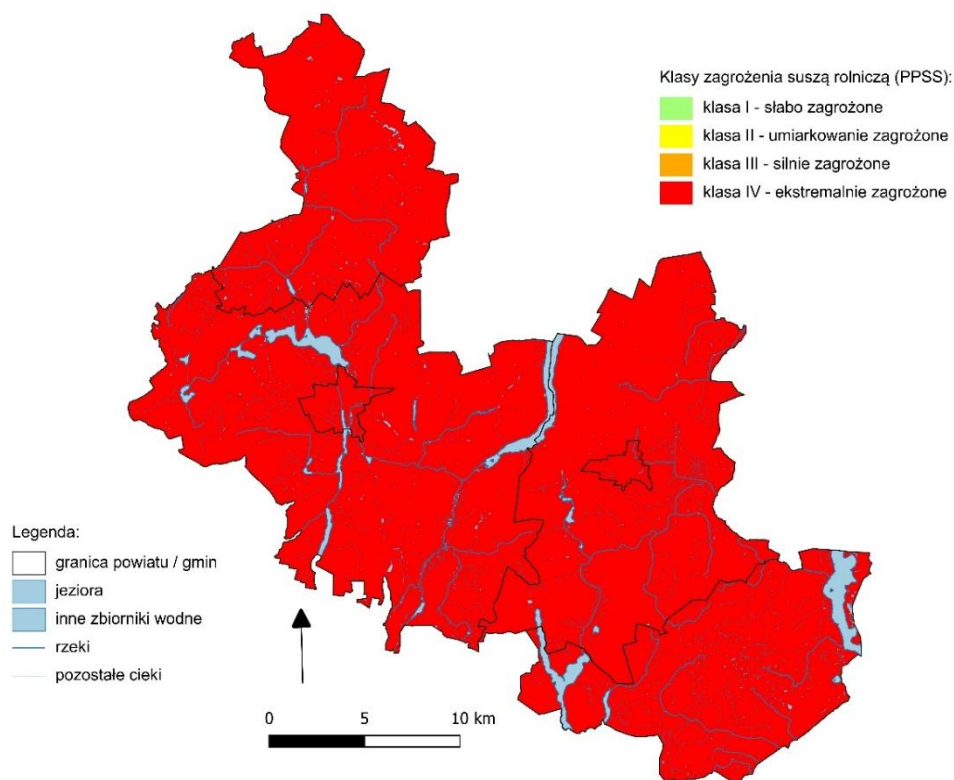 Klasy zagrożenia suszą rolniczą (PPSS):
klasa I - słabo zagrożone
klasa II - umiarkowanie zagrożone
klasa III - silnie zagrożone
klasa IV - ekstremalnie zagrożone
Legenda:
granica powiatu / gmin
jeziora
inne zbiorniki wodne
rzeki
pozostałe cieki
0 5 10 km